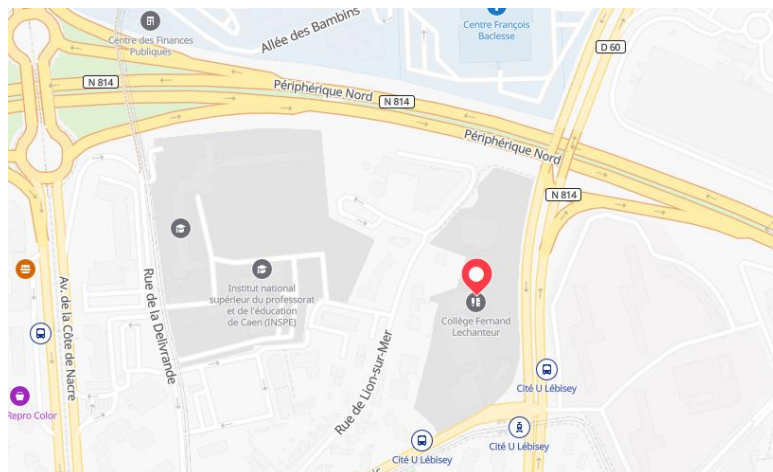 Centre des Finances
Publiques
Allée des Bambins
Centre François
Baclesse
D 60
N 814
Périphérique Nord
N 814
Périphérique Nord
N 814
Av. de la Côte de Nacre
Rue de la Delivrande
Institut national
supérieur du professorat
et de l'éducation
de Caen (INSPE)
Collège Fernand
Lechanteur
Rue de Lion-sur-Mer
Repro Color
Cité U Lébisey
Cité U Lébisey
Cité U Lébisey